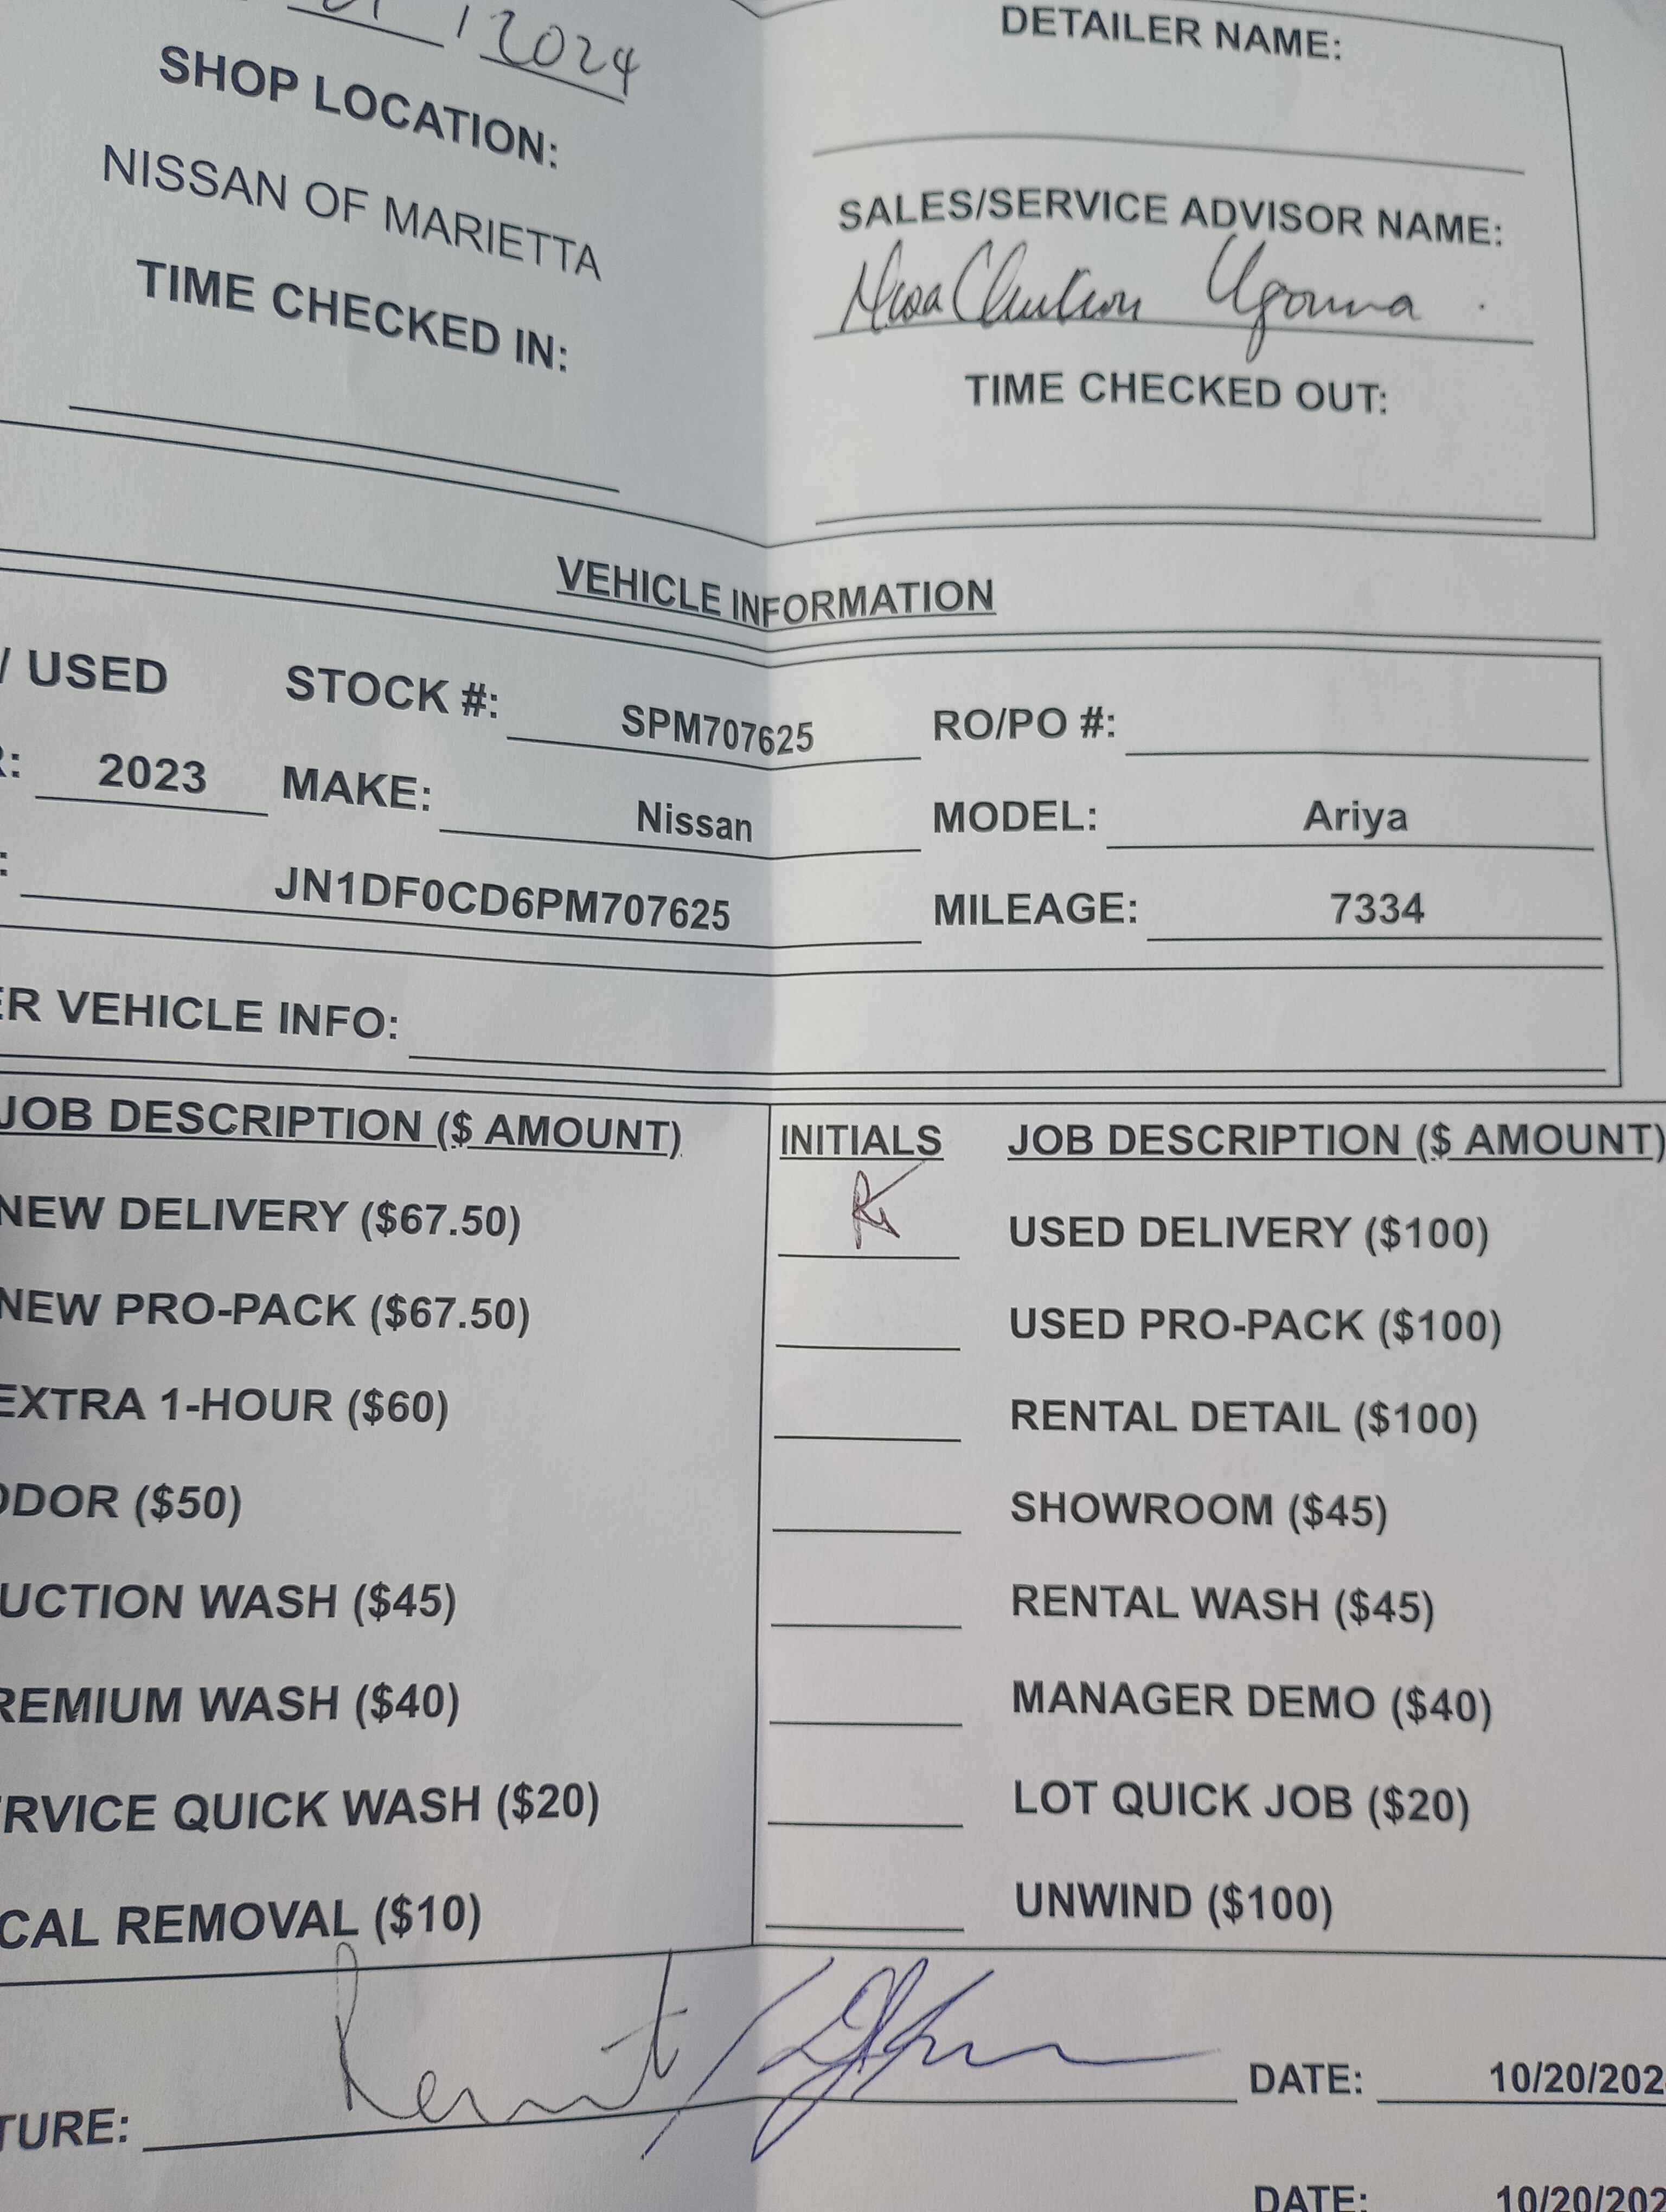 / 2024
DETAILER NAME:
SHOP LOCATION:
NISSAN OF MARIETTA
SALES/SERVICE ADVISOR NAME:
Ugonna
TIME CHECKED IN:
TIME CHECKED OUT:
VEHICLE INFORMATION
/ USED STOCK #: SPM707625 RO/PO #:
R: 2023 MAKE: Nissan MODEL: Ariya
: JN1DF0CD6PM707625 MILEAGE: 7334
ER VEHICLE INFO:
JOB DESCRIPTION ($ AMOUNT) INITIALS JOB DESCRIPTION ($ AMOUNT)
NEW DELIVERY ($67.50) USED DELIVERY ($100)
NEW PRO-PACK ($67.50) USED PRO-PACK ($100)
EXTRA 1-HOUR ($60) RENTAL DETAIL ($100)
ODOR ($50) SHOWROOM ($45)
UCTION WASH ($45) RENTAL WASH ($45)
REMIUM WASH ($40) MANAGER DEMO ($40)
RVICE QUICK WASH ($20) LOT QUICK JOB ($20)
CAL REMOVAL ($10) UNWIND ($100)
TURE: DATE: 10/20/202
DATE: 10/20/202